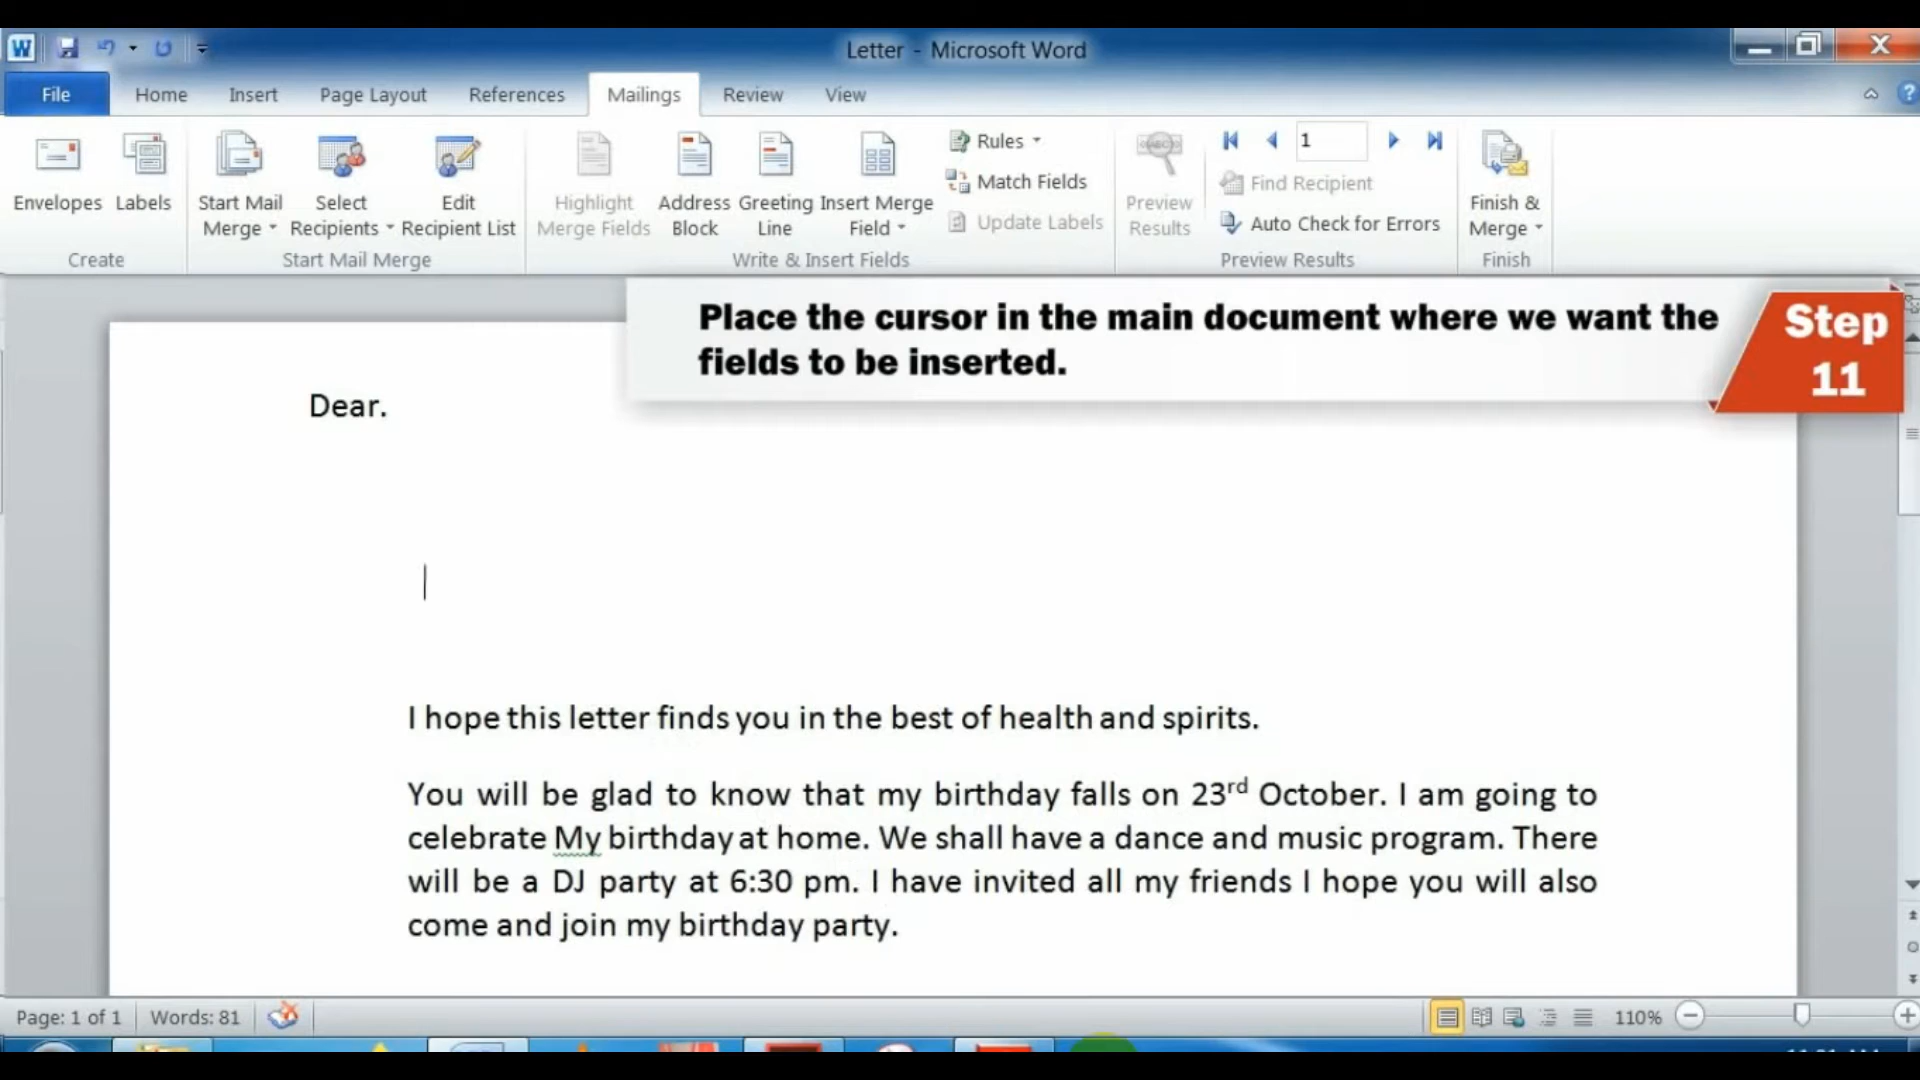 W
Letter - Microsoft Word
File Home Insert Page Layout References Mailings Review View
Envelopes
Labels
Create
Start Mail
Merge
Select
Recipients
Edit
Recipient List
Start Mail Merge
Highlight
Merge Fields
Address
Block
Greeting
Line
Insert Merge
Field
Rules
Match Fields
Update Labels
Write & Insert Fields
Preview
Results
1
Find Recipient
Auto Check for Errors
Preview Results
Finish &
Merge
Finish
Place the cursor in the main document where we want the
fields to be inserted.
Step
11
Dear.
I hope this letter finds you in the best of health and spirits.
You will be glad to know that my birthday falls on 23rd October. I am going to
celebrate My birthday at home. We shall have a dance and music program. There
will be a DJ party at 6:30 pm. I have invited all my friends I hope you will also
come and join my birthday party.
Page: 1 of 1 Words: 81 110%